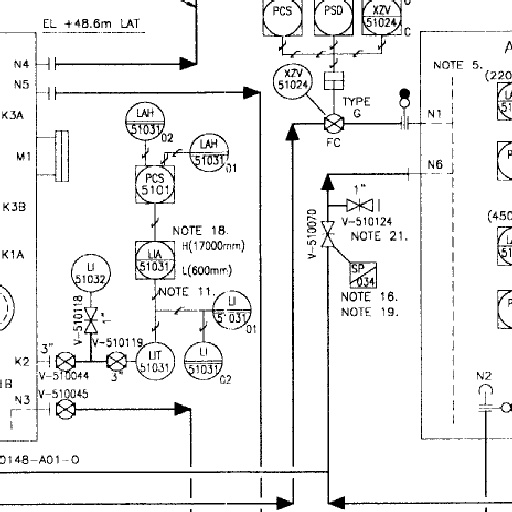 PCS
PSD
XZV
51024
C
EL +48.6m LAT
N4
N5
K3A
M1
K3B
K1A
K2
N3
XZV
51024
TYPE
G
FC
NOTE 5.
(220
N1
N6
LAH
51031
02
LAH
51031
01
PCS
5101
NOTE 18.
H(17000mm)
LIA
51031
L(600mm)
NOTE 11.
LI
51032
V-510118
1"
V-510119
3"
3"
V-510044
V-510045
LIT
51031
LI
51031
02
LI
51031
01
1"
V-510124
NOTE 21.
V-510070
SP
034
NOTE 16.
NOTE 19.
(450
N2
1B
0148-A01-0